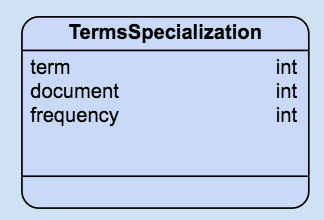 TermsSpecialization
term int
document int
frequency int